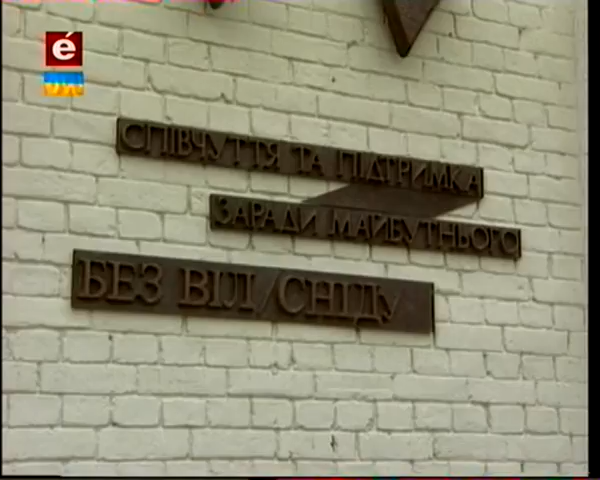 é
СПІВЧУТТЯ ТА ПІДТРИМКА
ЗАРАДИ МАЙБУТНЬОГО
БЕЗ ВІЛ/СНІДу